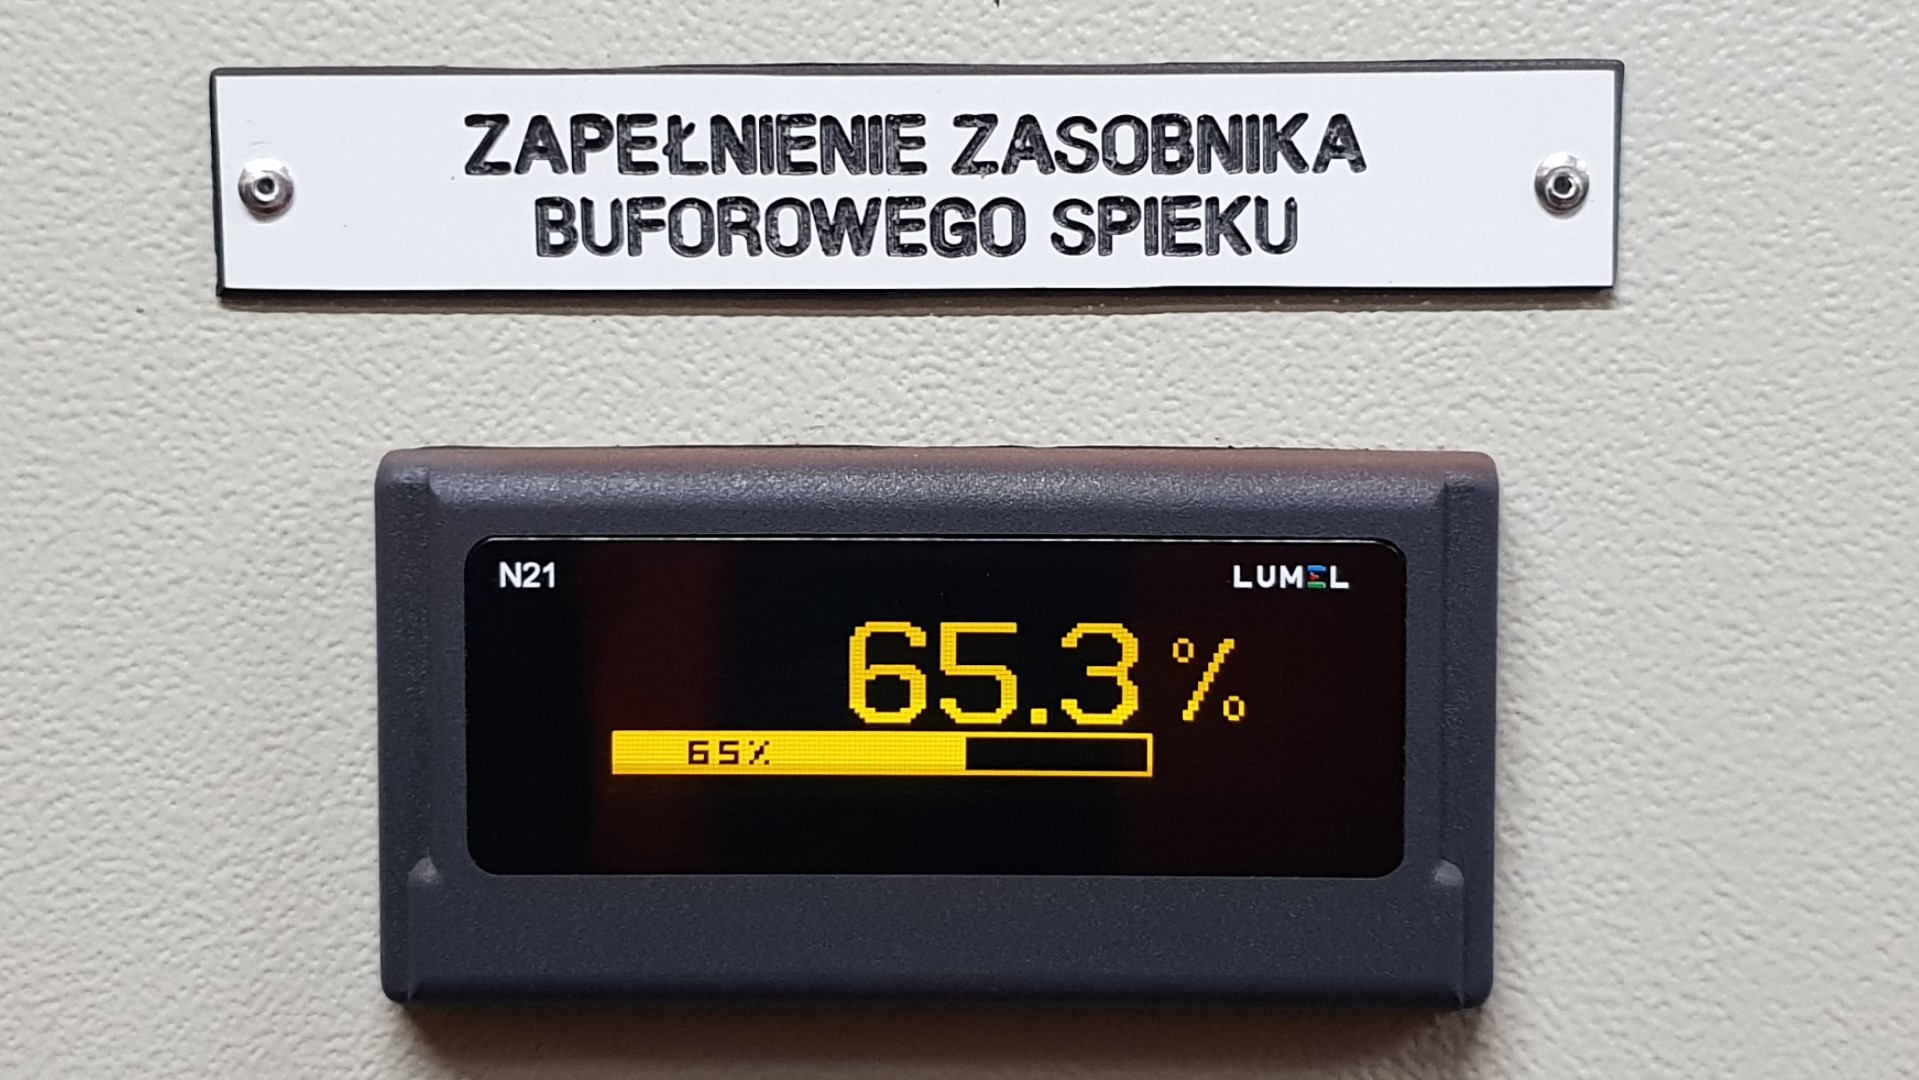 ZAPEŁNIENIE ZASOBNIKA
BUFOROWEGO SPIEKU
N21 LUMEL
65.3 %
65%